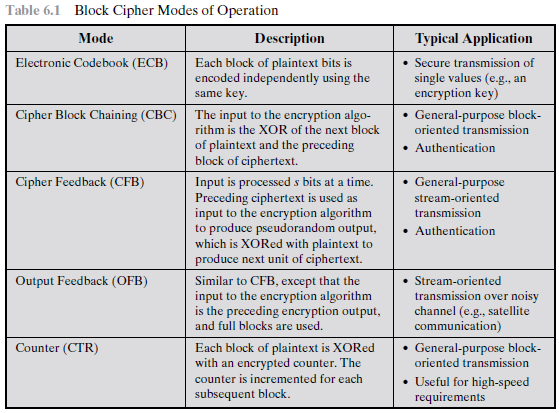 Table 6.1 Block Cipher Modes of Operation
Mode
Description
Typical Application
Electronic Codebook (ECB)
Each block of plaintext bits is
encoded independently using the
same key.
• Secure transmission of
single values (e.g., an
encryption key)
Cipher Block Chaining (CBC)
The input to the encryption algo-
rithm is the XOR of the next block
of plaintext and the preceding
block of ciphertext.
• General-purpose block-
oriented transmission
• Authentication
Cipher Feedback (CFB)
Input is processed s bits at a time.
Preceding ciphertext is used as
input to the encryption algorithm
to produce pseudorandom output,
which is XORed with plaintext to
produce next unit of ciphertext.
• General-purpose
stream-oriented
transmission
• Authentication
Output Feedback (OFB)
Similar to CFB, except that the
input to the encryption algorithm
is the preceding encryption output,
and full blocks are used.
• Stream-oriented
transmission over noisy
channel (e.g., satellite
communication)
Counter (CTR)
Each block of plaintext is XORed
with an encrypted counter. The
counter is incremented for each
subsequent block.
• General-purpose block-
oriented transmission
• Useful for high-speed
requirements